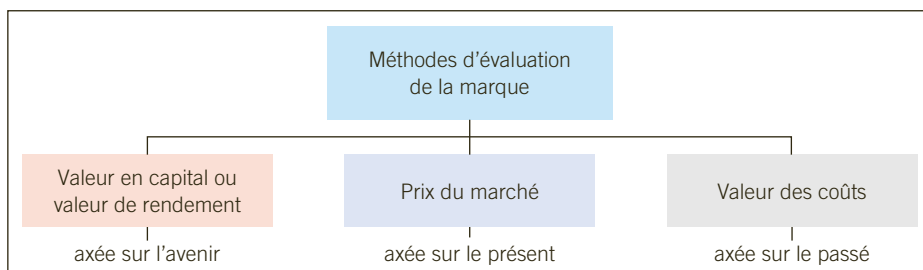 Méthodes d’évaluation
de la marque
Valeur en capital ou
valeur de rendement
Prix du marché
Valeur des coûts
axée sur l’avenir
axée sur le présent
axée sur le passé